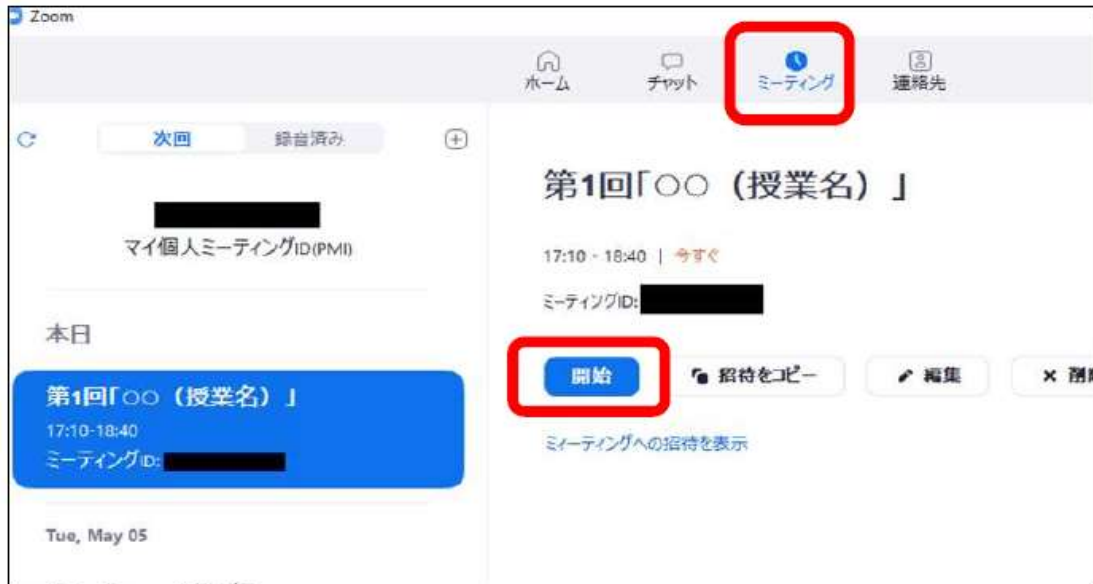 Zoom
ホーム
チャット
ミーティング
連絡先
次回
録音済み
マイ個人ミーティングID(PMI)
本日
第1回「○○（授業名）」
17:10-18:40
ミーティングID:
Tue, May 05
第1回「○○（授業名）」
17:10 - 18:40 | 今すぐ
ミーティングID:
開始
招待をコピー
編集
ミィーティングへの招待を表示